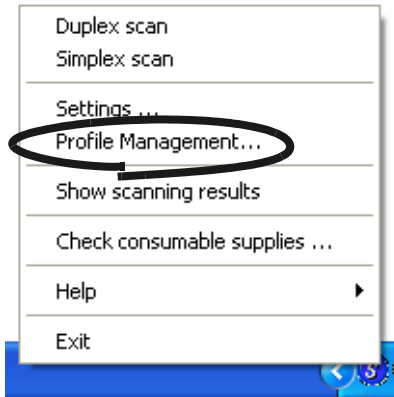 Duplex scan
Simplex scan
Settings ...
Profile Management...
Show scanning results
Check consumable supplies ...
Help
Exit
S